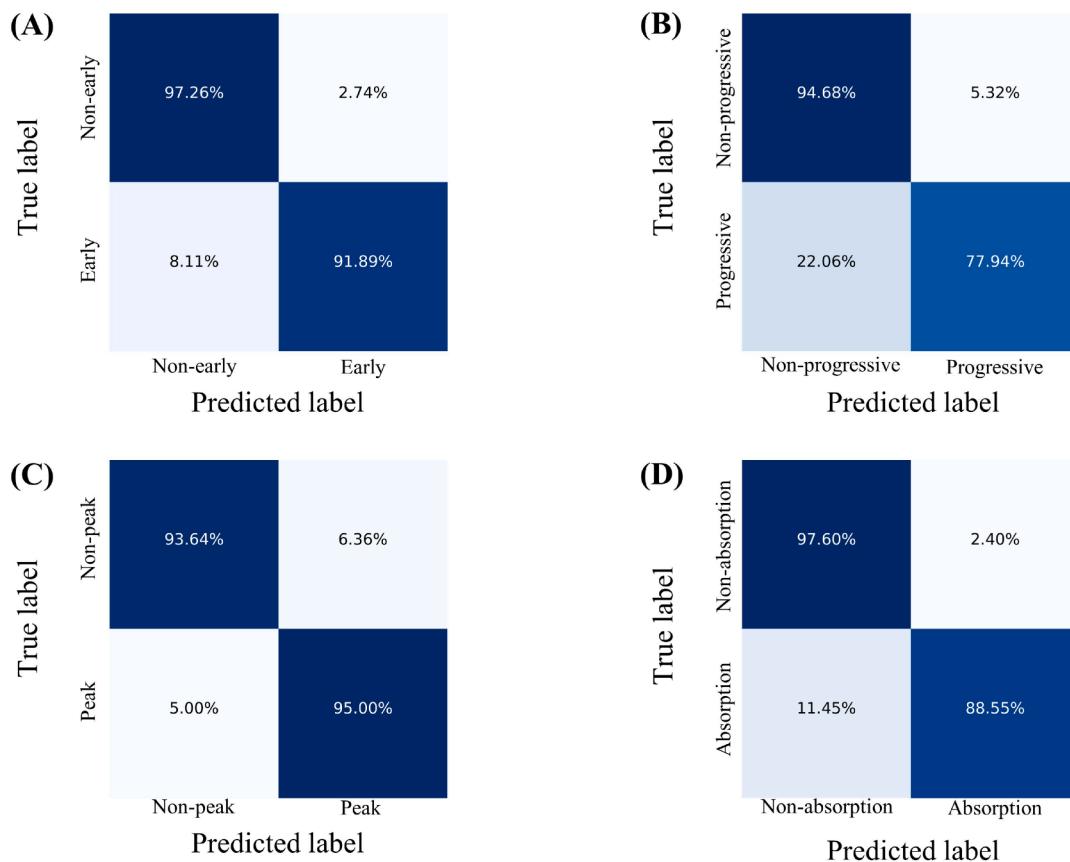 (A)
True label
Non-early
Early
97.26%
2.74%
8.11%
91.89%
Non-early
Early
Predicted label
(B)
True label
Non-progressive
Progressive
94.68%
5.32%
22.06%
77.94%
Non-progressive
Progressive
Predicted label
(C)
True label
Non-peak
Peak
93.64%
6.36%
5.00%
95.00%
Non-peak
Peak
Predicted label
(D)
True label
Non-absorption
Absorption
97.60%
2.40%
11.45%
88.55%
Non-absorption
Absorption
Predicted label